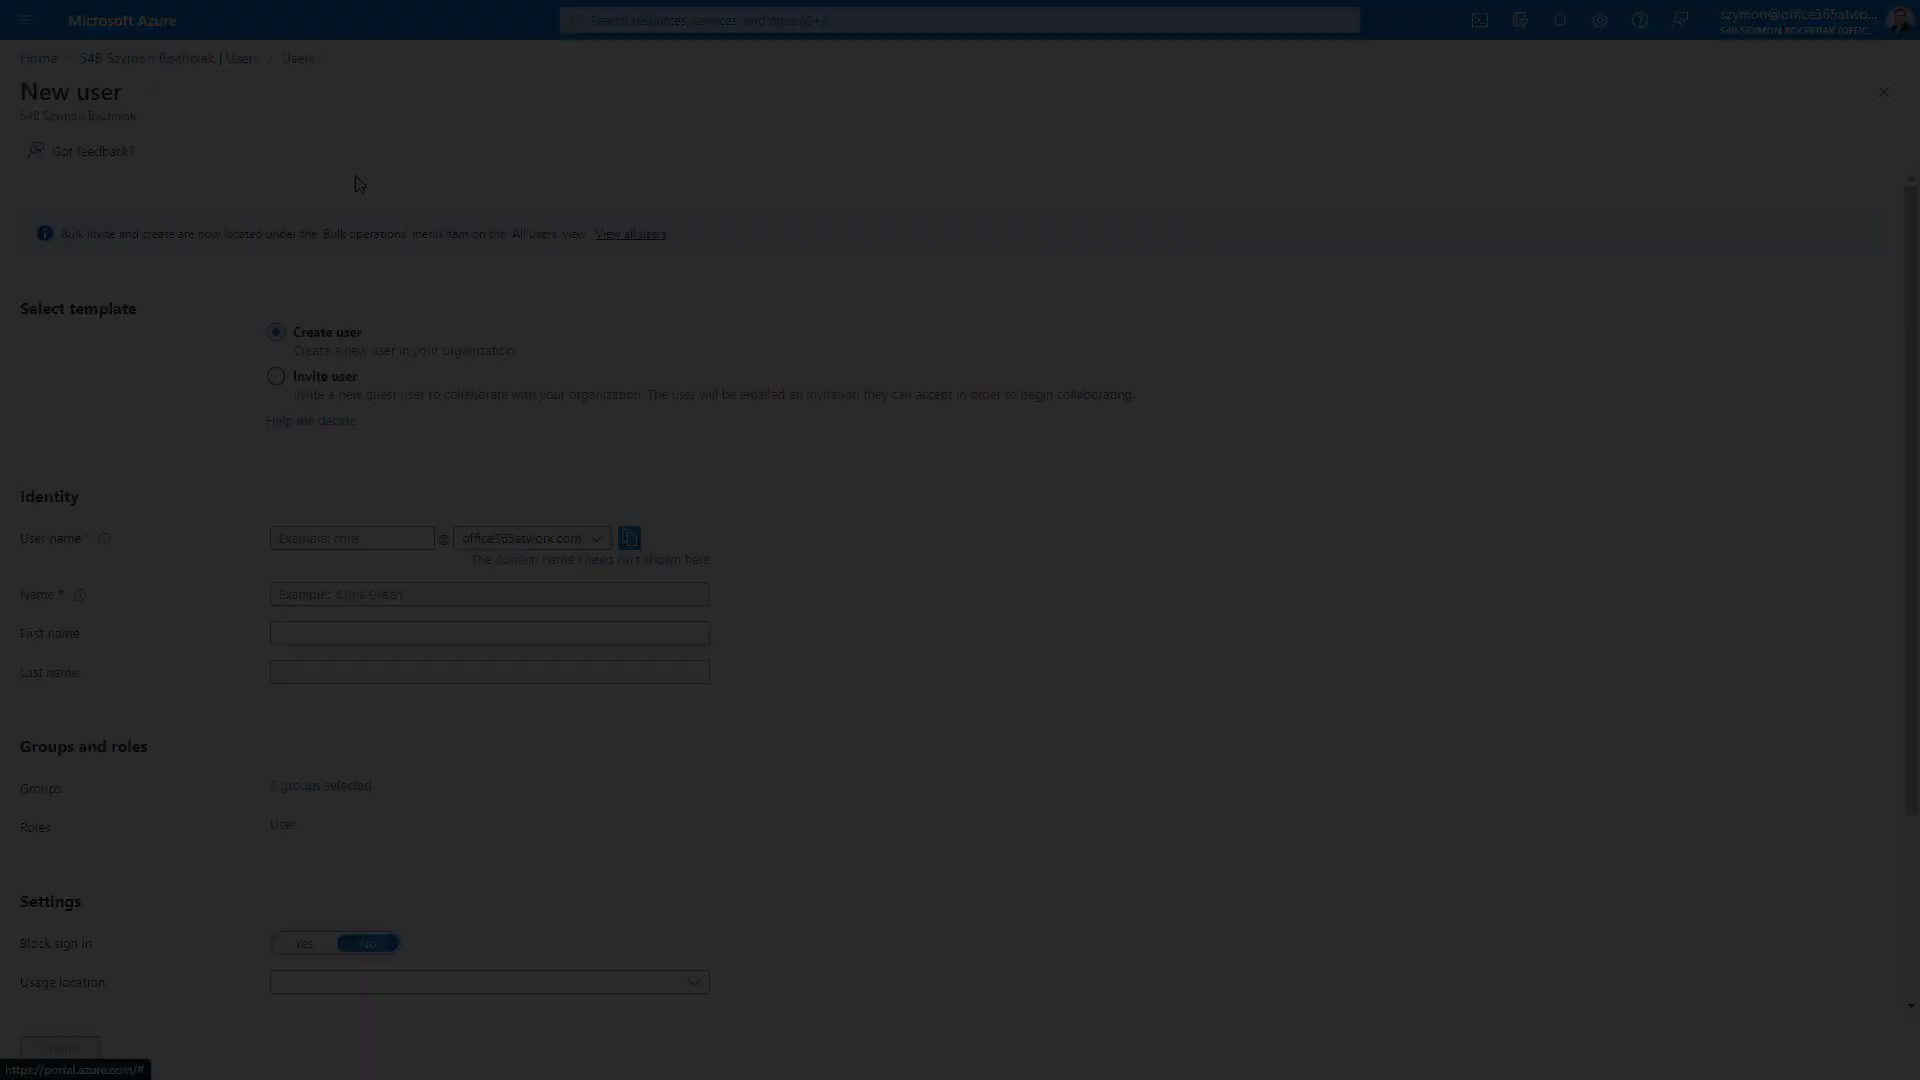 Microsoft Azure
Search resources, services, and docs (G+/)
szymon@office365atwo...
S4B SZYMON BOCHNIAK (OFFIC...
Home > S4B Szymon Bochniak | Users > Users >
New user
S4B Szymon Bochniak
Got feedback?
Bulk invite and create are now located under the 'Bulk operations' menu item on the 'All users' view. View all users
Select template
Create user
Create a new user in your organization.
Invite user
Invite a new guest user to collaborate with your organization. The user will be emailed an invitation they can accept in order to begin collaborating.
Help me decide
Identity
User name * Example: chris @ office365atwork.com
The domain name I need isn't shown here
Name * Example: 'Chris Green'
First name
Last name
Groups and roles
Groups 0 groups selected
Roles User
Settings
Block sign in Yes No
Usage location
Create
https://portal.azure.com/#